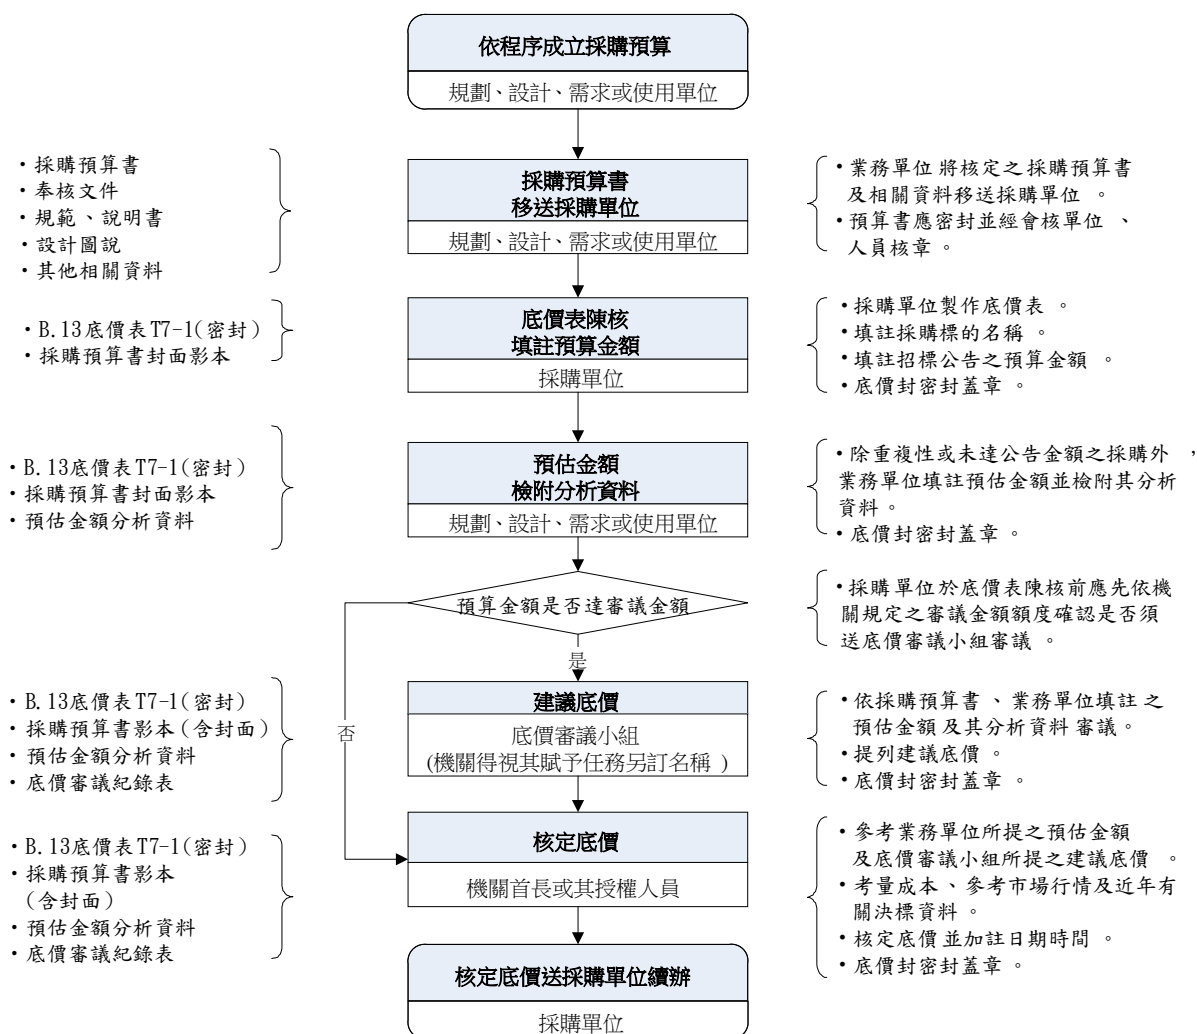 依程序成立採購預算
規劃、設計、需求或使用單位
・採購預算書
・奉核文件
・規範、說明書
・設計圖說
・其他相關資料
採購預算書
移送採購單位
規劃、設計、需求或使用單位
・業務單位 將核定之 採購預算書
及相關資料移送採購單位 。
・預算書應密封並經會核單位 、
人員核章 。
・B.13底價表T7-1(密封)
・採購預算書封面影本
底價表陳核
填註預算金額
採購單位
・採購單位製作底價表 。
・填註採購標的名稱 。
・填註招標公告之預算金額 。
・底價封密封蓋章 。
・B.13底價表T7-1(密封)
・採購預算書封面影本
・預估金額分析資料
預估金額
檢附分析資料
規劃、設計、需求或使用單位
・除重複性或未達公告金額之採購外 ,
業務單位填註預估金額並檢附其分析
資料。
・底價封密封蓋章 。
預算金額是否達審議金額
・採購單位於底價表陳核前應先依機
關規定之審議金額額度確認是否須
送底價審議小組審議 。
是
否
・B.13底價表T7-1(密封)
・採購預算書影本(含封面)
・預估金額分析資料
・底價審議紀錄表
建議底價
底價審議小組
(機關得視其賦予任務另訂名稱 )
・依採購預算書 、業務單位填註 之
預估金額 及其分析資料 審議。
・提列建議底價 。
・底價封密封蓋章 。
・B.13底價表T7-1(密封)
・採購預算書影本
(含封面)
・預估金額分析資料
・底價審議紀錄表
核定底價
機關首長或其授權人員
・參考業務單位所提之預估金額
及底價審議小組所提之建議底價 。
・考量成本 、參考市場行情及近年有
關決標資料 。
・核定底價 並加註日期時間 。
・底價封密封蓋章 。
核定底價送採購單位續辦
採購單位